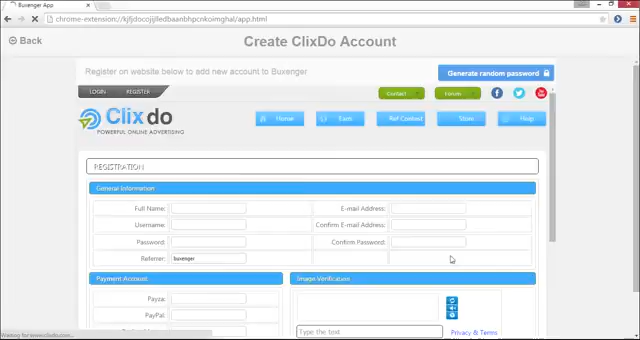 Buxenger App
chrome-extension://kjfjdocojijlledbaanbhpcnkoimghal/app.html
Back
Create ClixDo Account
Register on website below to add new account to Buxenger
Generate random password
LOGIN REGISTER
Contact Forum
Clixdo
POWERFUL ONLINE ADVERTISING
Home Earn Ref Contest Store Help
REGISTRATION
General Information
Full Name: E-mail Address:
Username: Confirm E-mail Address:
Password: Confirm Password:
Referrer: buxenger
Payment Account Image Verification
Payza:
PayPal:
Type the text Privacy & Terms
Waiting for www.clixdo.com...